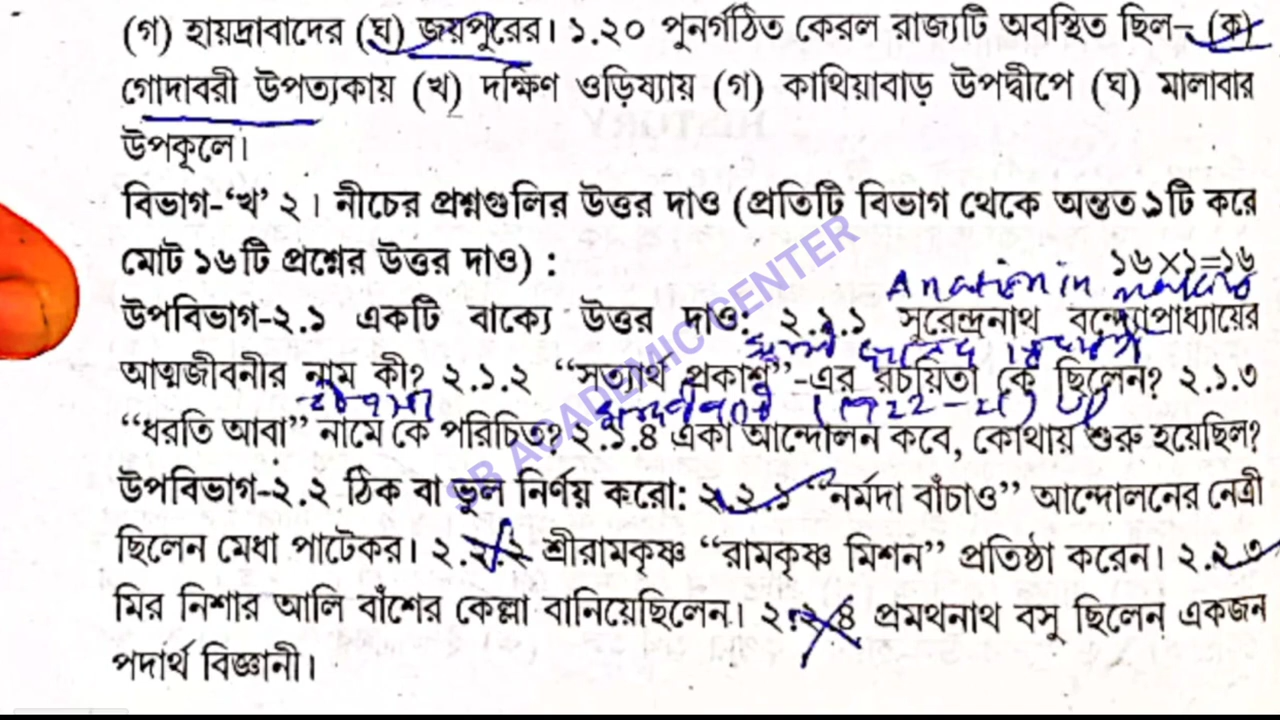 (গ) হায়দ্রাবাদের (ঘ) জয়পুরের। ১.২০ পুনর্গঠিত কেরল রাজ্যটি অবস্থিত ছিল– (ক)
গোদাবরী উপত্যকায় (খ) দক্ষিণ ওড়িষ্যায় (গ) কাথিয়াবাড় উপদ্বীপে (ঘ) মালাবার
উপকূলে।
বিভাগ-‘খ’ ২। নীচের প্রশ্নগুলির উত্তর দাও (প্রতিটি বিভাগ থেকে অন্তত ১টি করে
মোট ১৬টি প্রশ্নের উত্তর দাও) : ১৬×১=১৬
A nation in
উপবিভাগ-২.১ একটি বাক্যে উত্তর দাও: ২.১.১ সুরেন্দ্রনাথ বন্দ্যোপাধ্যায়ের
আত্মজীবনীর নাম কী? ২.১.২ “সত্যার্থ প্রকাশ”-এর রচয়িতা কে ছিলেন? ২.১.৩
“ধরতি আবা” নামে কে পরিচিত? ২.১.৪ একা আন্দোলন কবে, কোথায় শুরু হয়েছিল?
উপবিভাগ-২.২ ঠিক বা ভুল নির্ণয় করো: ২.২.১ “নর্মদা বাঁচাও” আন্দোলনের নেত্রী
ছিলেন মেধা পাটেকর। ২.২.২ শ্রীরামকৃষ্ণ “রামকৃষ্ণ মিশন” প্রতিষ্ঠা করেন। ২.২.৩
মির নিশার আলি বাঁশের কেল্লা বানিয়েছিলেন। ২.২.৪ প্রমথনাথ বসু ছিলেন একজন
পদার্থ বিজ্ঞানী।
SR ACADEMIC CENTER